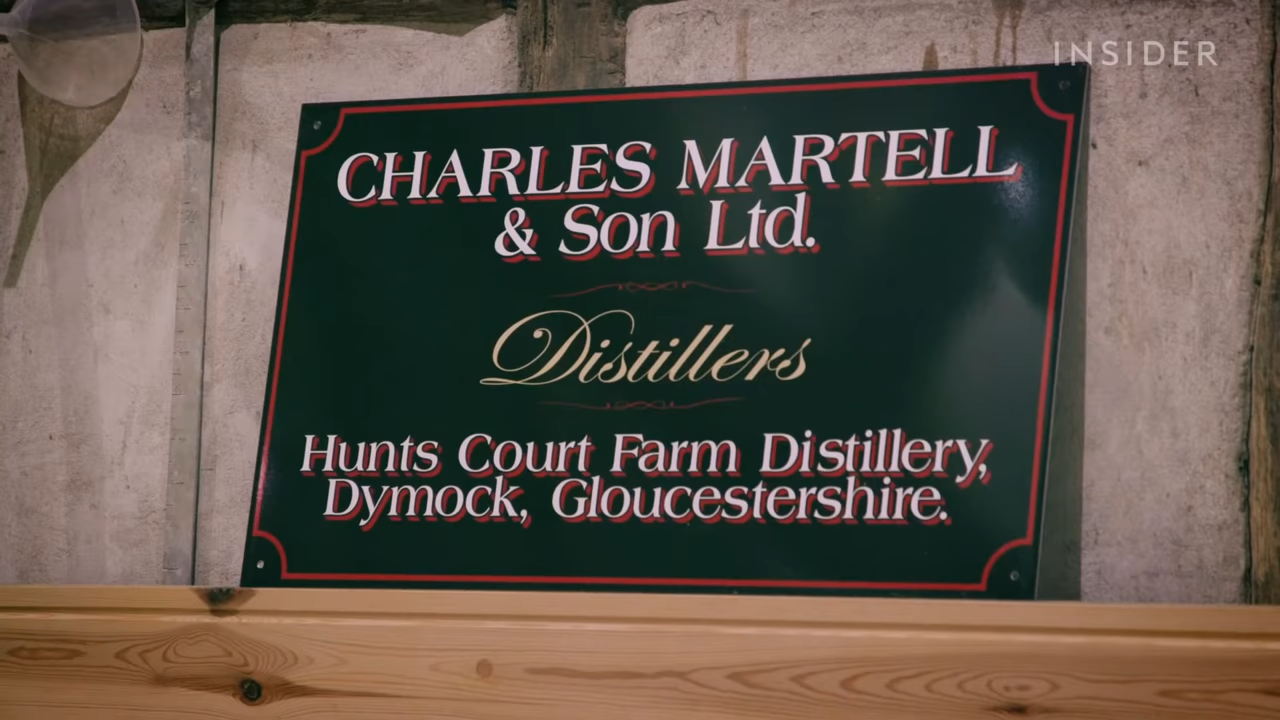 INSIDER
CHARLES MARTELL
& Son Ltd.
Distillers
Hunts Court Farm Distillery,
Dymock, Gloucestershire.